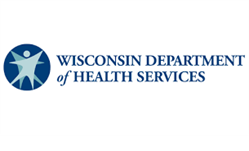 WISCONSIN DEPARTMENT
of HEALTH SERVICES